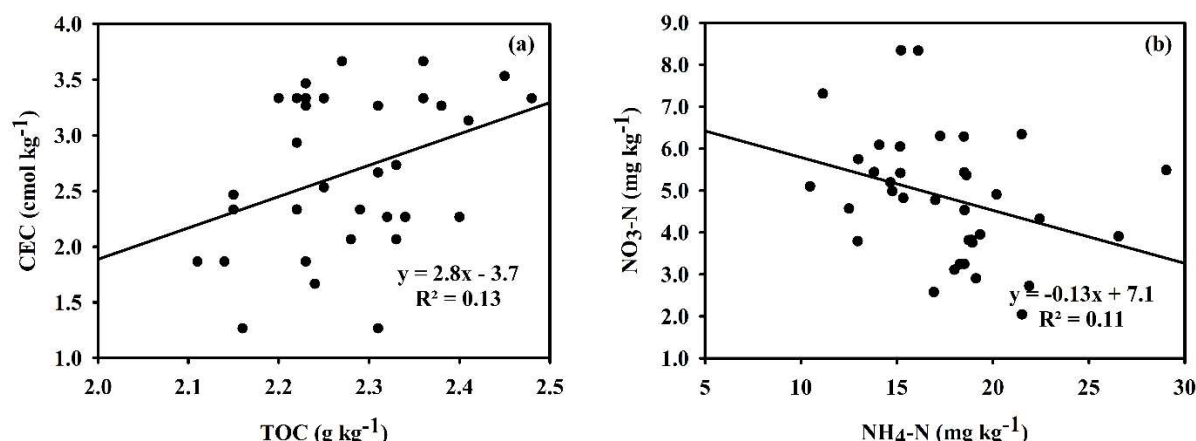 (a)
4.0
3.5
3.0
2.5
2.0
1.5
1.0
CEC (cmol kg⁻¹)
y = 2.8x - 3.7
R² = 0.13
2.0 2.1 2.2 2.3 2.4 2.5
TOC (g kg⁻¹)
(b)
9.0
8.0
7.0
6.0
5.0
4.0
3.0
2.0
1.0
NO₃-N (mg kg⁻¹)
y = -0.13x + 7.1
R² = 0.11
5 10 15 20 25 30
NH₄-N (mg kg⁻¹)